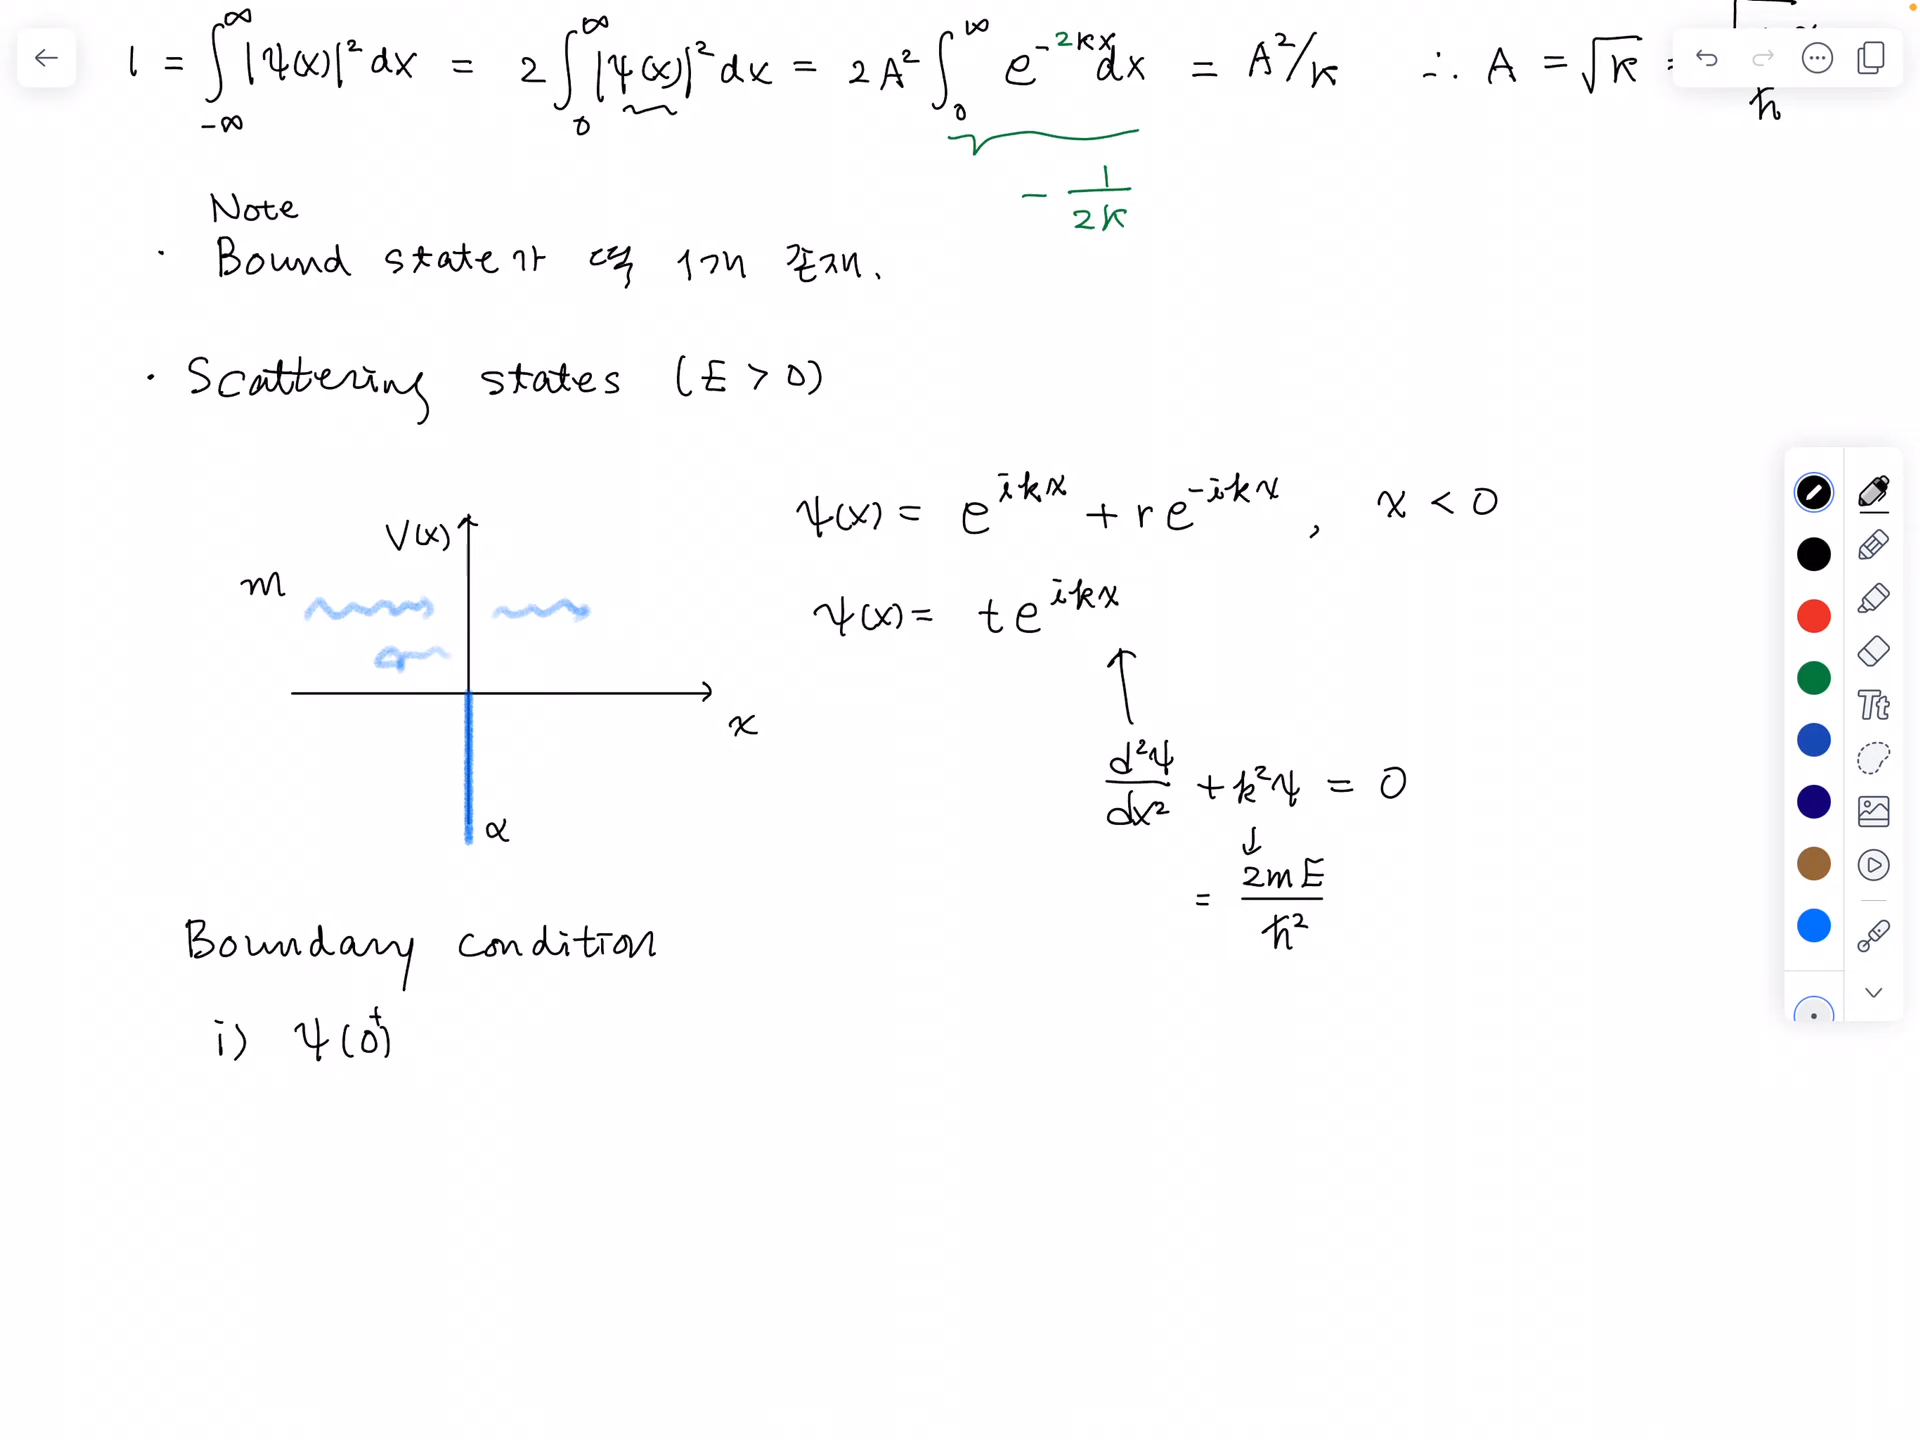 1 = ∫_{-∞}^{∞} |ψ(x)|² dx = 2 ∫_0^∞ |ψ(x)|² dx = 2A² ∫_0^∞ e^{-2κx} dx = A²/κ ∴ A = √κ =
ħ
- 1/2κ
Note
· Bound state가 딱 1개 존재.
· Scattering states (E > 0)
ψ(x) = e^{ikx} + r e^{-ikx}, x < 0
V(x)
m
ψ(x) = t e^{ikx}
x
d²ψ/dx² + k²ψ = 0
↓
α
= 2mE/ħ²
Boundary condition
i) ψ(0⁺)
Tt